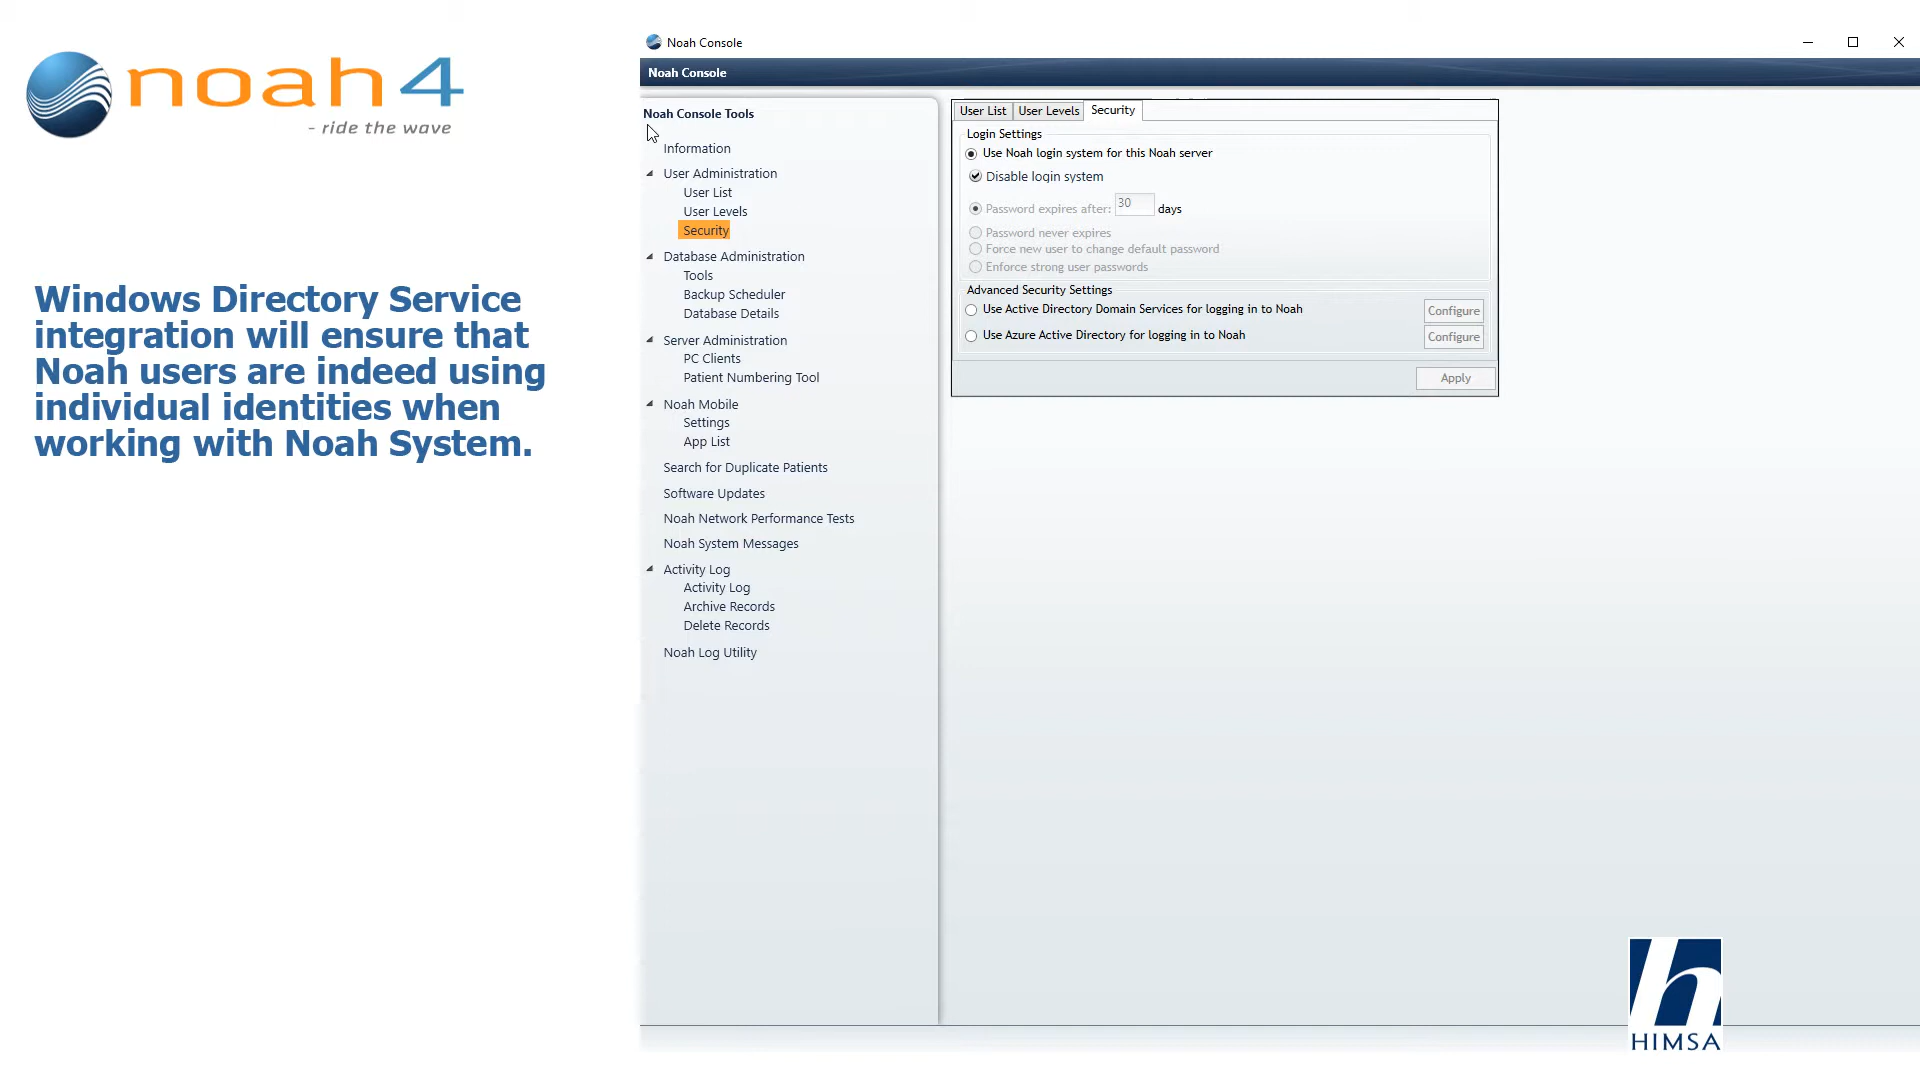 noah4
- ride the wave
Windows Directory Service
integration will ensure that
Noah users are indeed using
individual identities when
working with Noah System.
Noah Console
Noah Console
Noah Console Tools
Information
User Administration
User List
User Levels
Security
Database Administration
Tools
Backup Scheduler
Database Details
Server Administration
PC Clients
Patient Numbering Tool
Noah Mobile
Settings
App List
Search for Duplicate Patients
Software Updates
Noah Network Performance Tests
Noah System Messages
Activity Log
Activity Log
Archive Records
Delete Records
Noah Log Utility
User List User Levels Security
Login Settings
Use Noah login system for this Noah server
Disable login system
Password expires after: 30 days
Password never expires
Force new user to change default password
Enforce strong user passwords
Advanced Security Settings
Use Active Directory Domain Services for logging in to Noah Configure
Use Azure Active Directory for logging in to Noah Configure
Apply
h
HIMSA